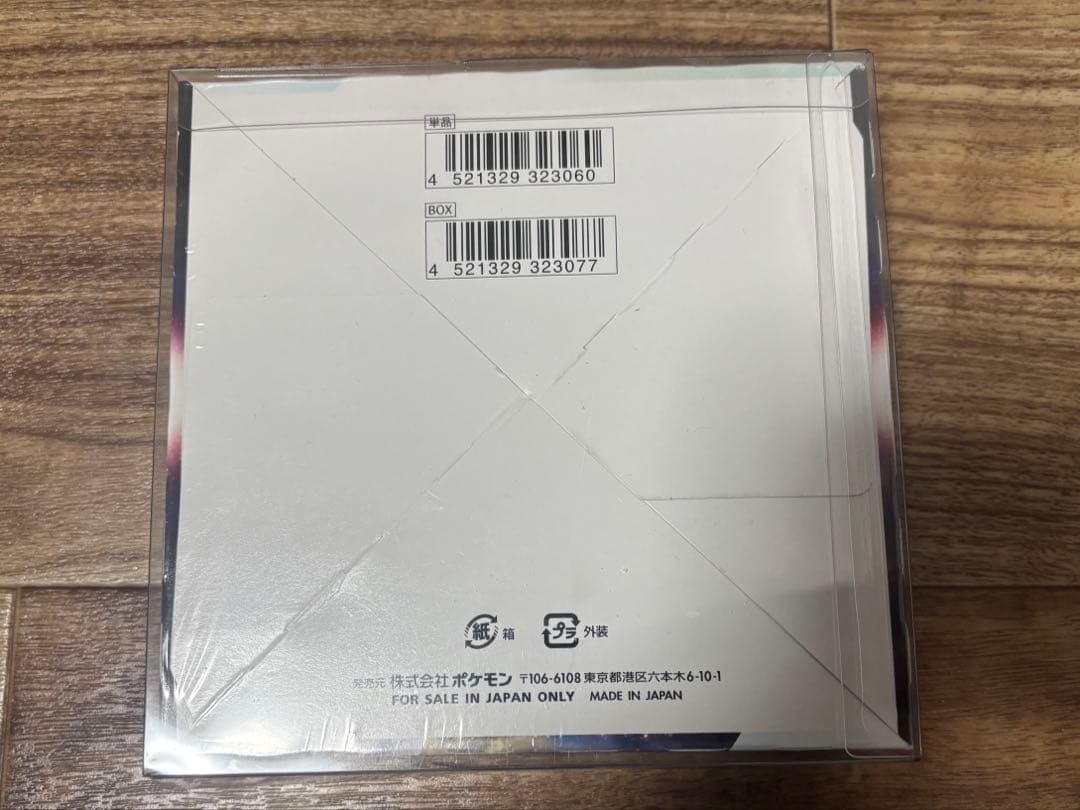 単品
4 521329 323060
BOX
4 521329 323077
紙 箱 プラ 外装
発売元 株式会社 ポケモン 〒106-6108 東京都港区六本木6-10-1
FOR SALE IN JAPAN ONLY MADE IN JAPAN